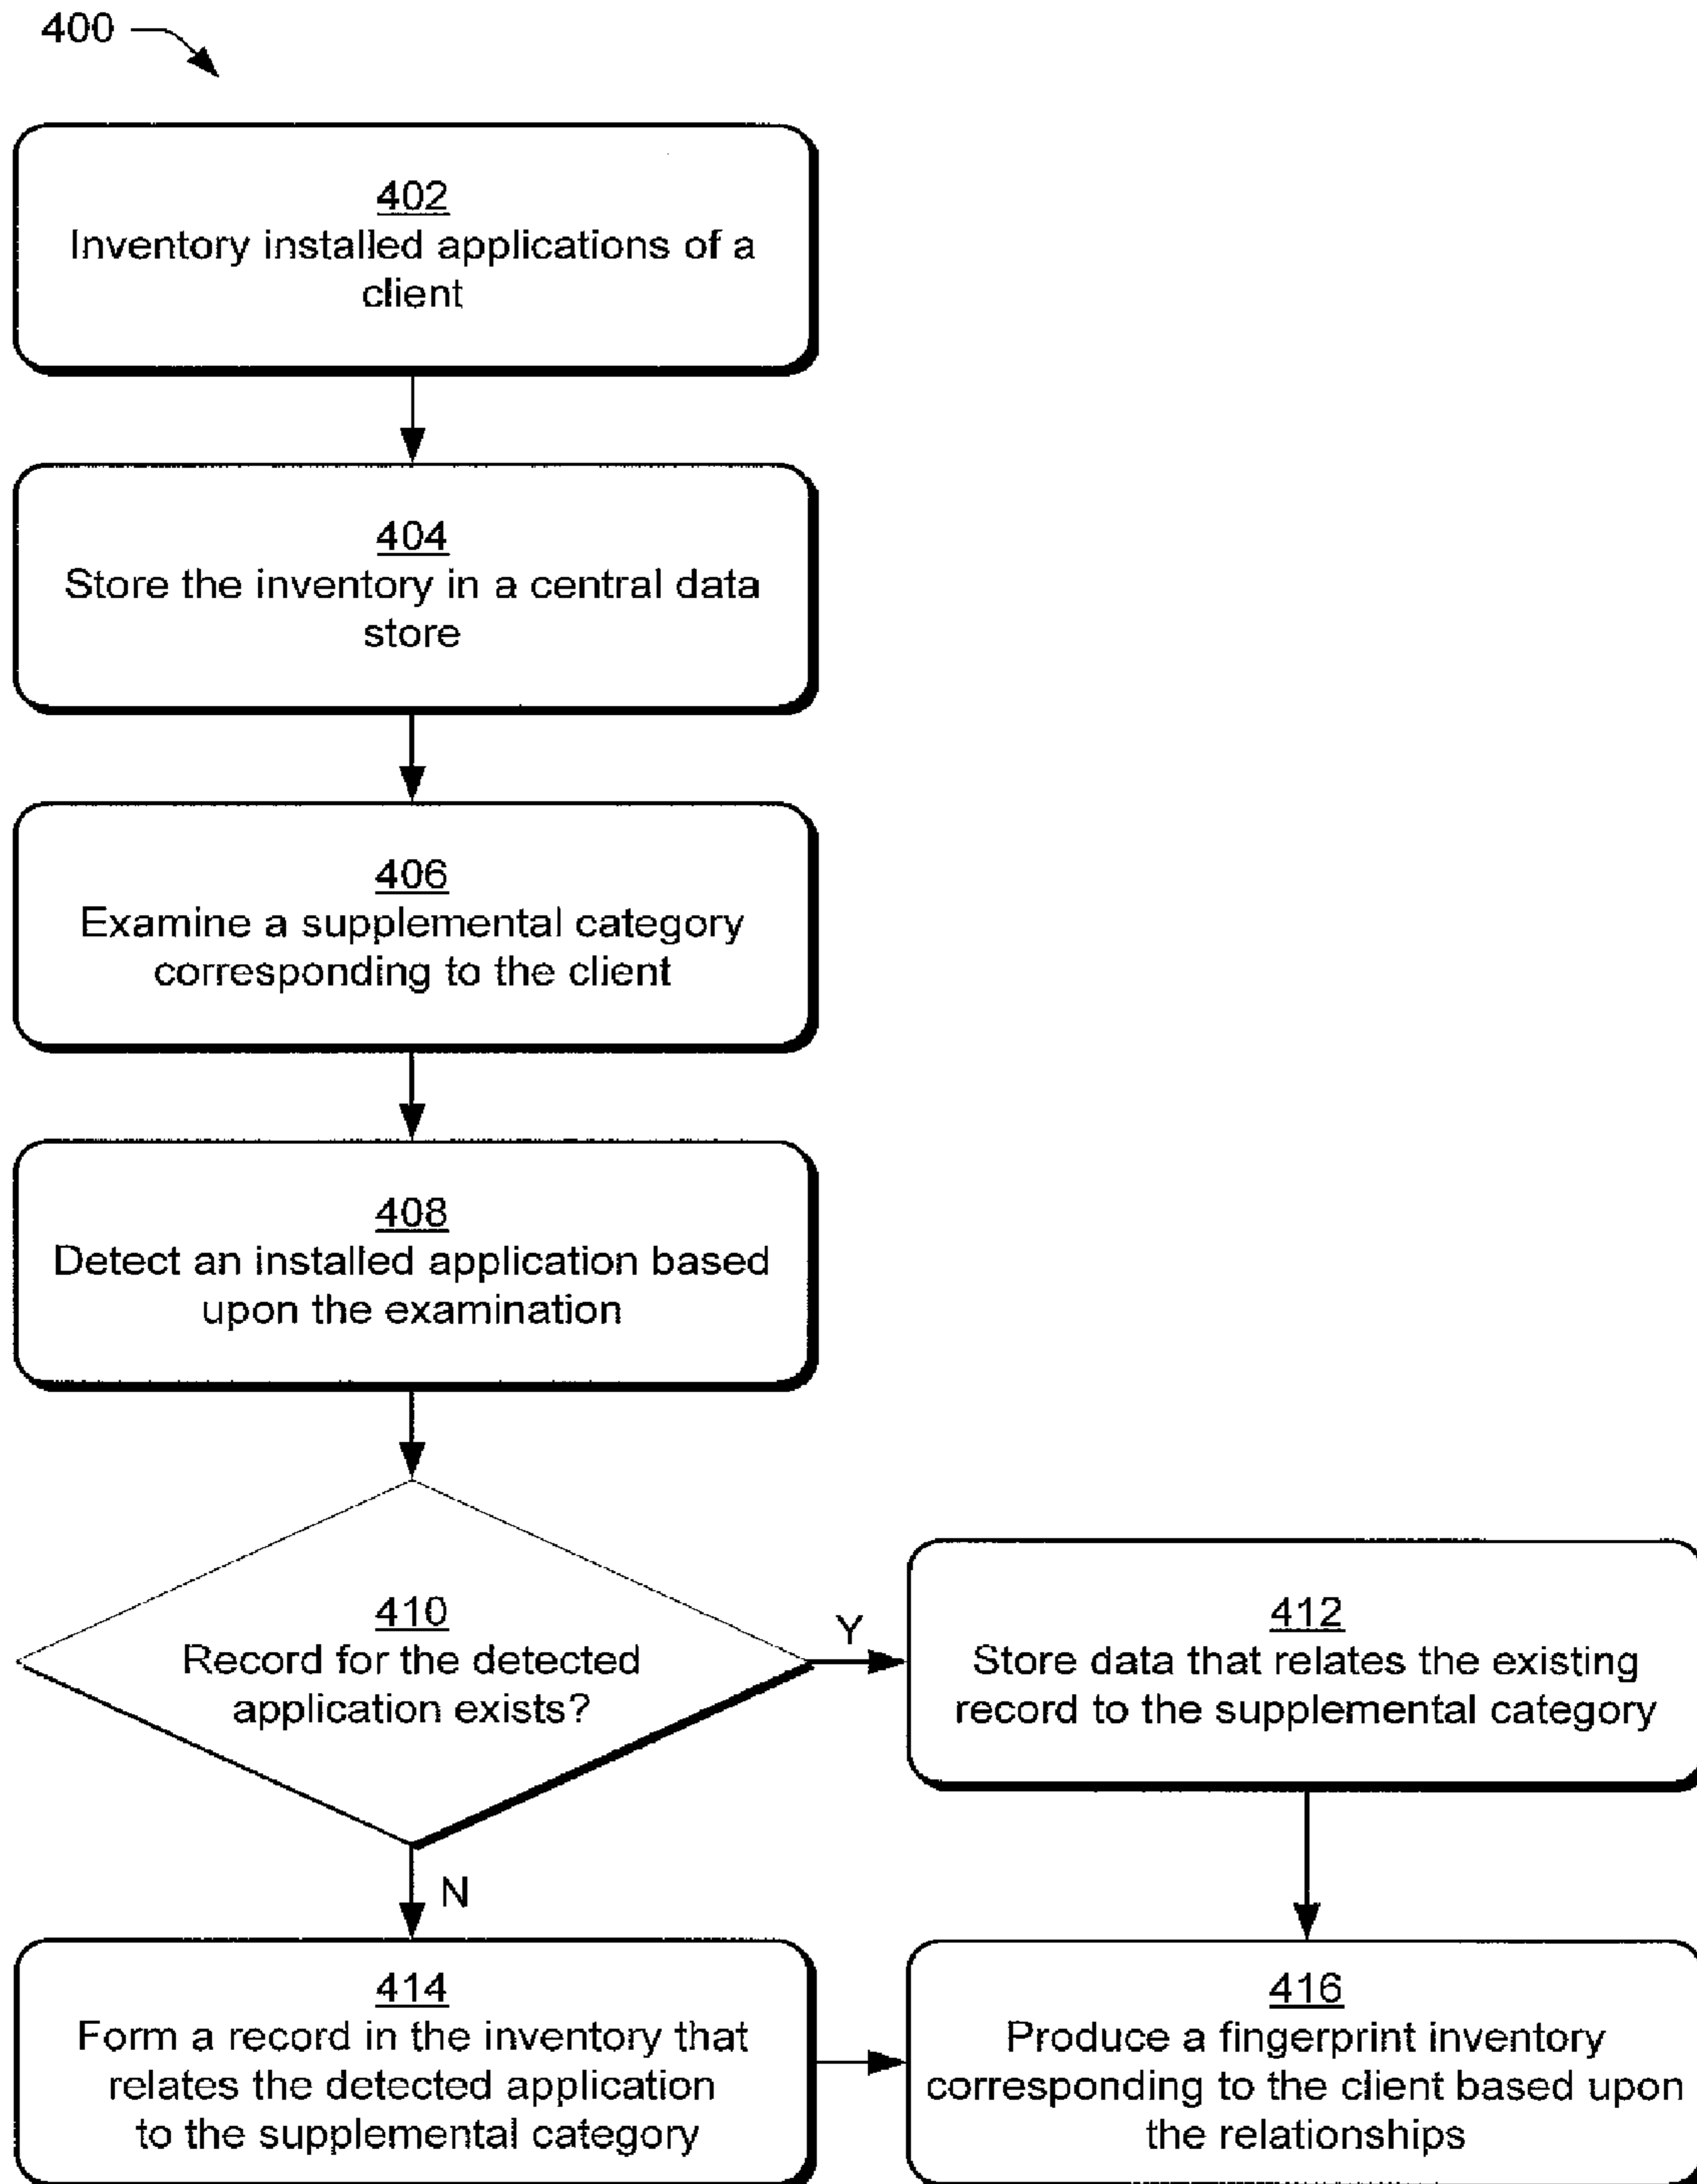 400
402
Inventory installed applications of a
client
404
Store the inventory in a central data
store
406
Examine a supplemental category
corresponding to the client
408
Detect an installed application based
upon the examination
410
Record for the detected
application exists?
Y
412
Store data that relates the existing
record to the supplemental category
N
414
Form a record in the inventory that
relates the detected application
to the supplemental category
416
Produce a fingerprint inventory
corresponding to the client based upon
the relationships